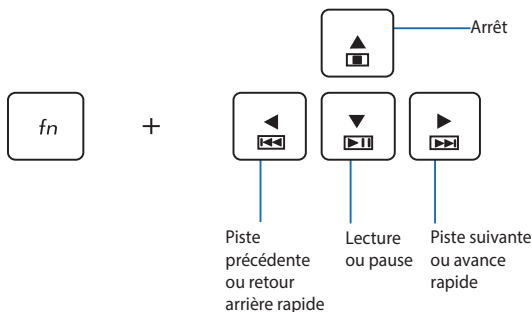 Arrêt
fn
+
Piste
précédente
ou retour
arrière rapide
Lecture
ou pause
Piste suivante
ou avance
rapide